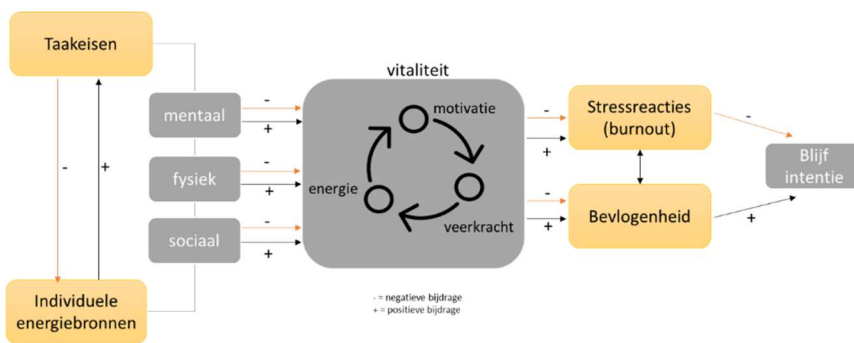 Taakeisen
-
+
Individuele
energiebronnen
mentaal
fysiek
sociaal
-
+
-
+
-
+
vitaliteit
motivatie
energie
veerkracht
- = negatieve bijdrage
+ = positieve bijdrage
-
+
-
+
Stressreacties
(burnout)
Bevlogenheid
-
+
Blijf
intentie